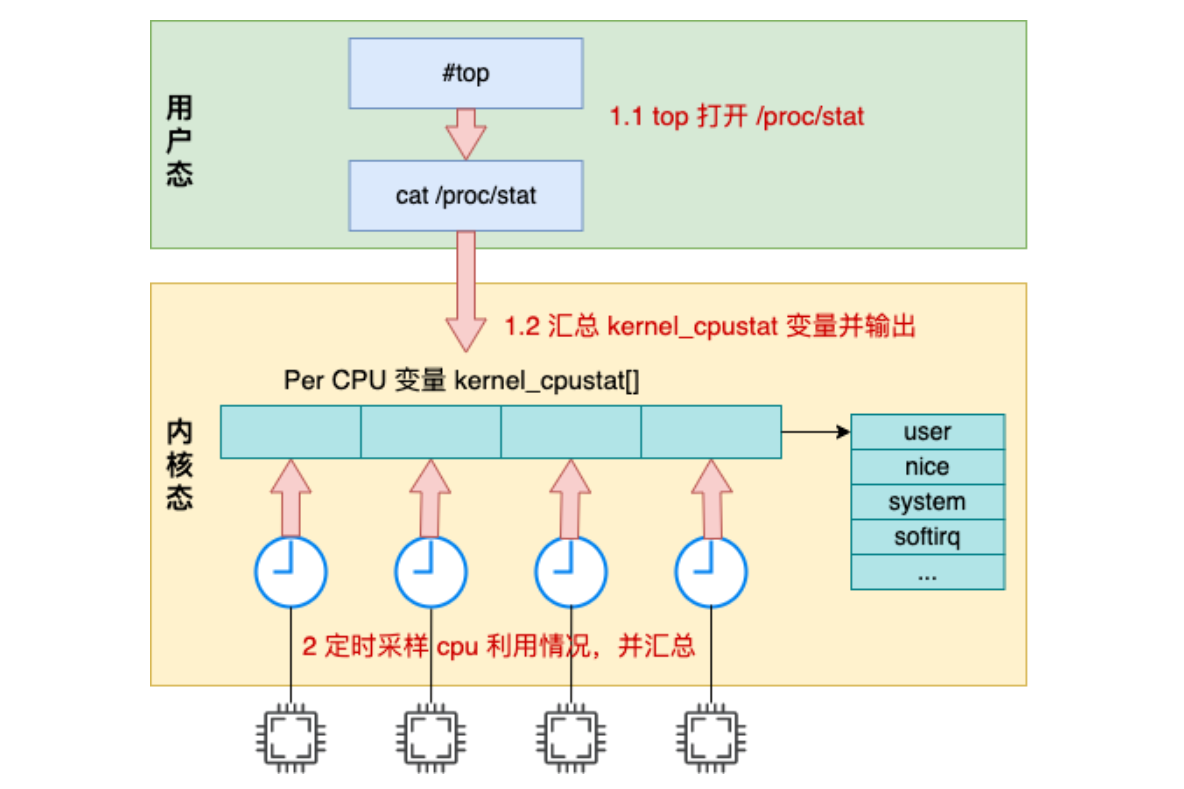 用户态
#top
1.1 top 打开 /proc/stat
cat /proc/stat
1.2 汇总 kernel_cpustat 变量并输出
Per CPU 变量 kernel_cpustat[]
内核态
user
nice
system
softirq
...
2 定时采样 cpu 利用情况，并汇总